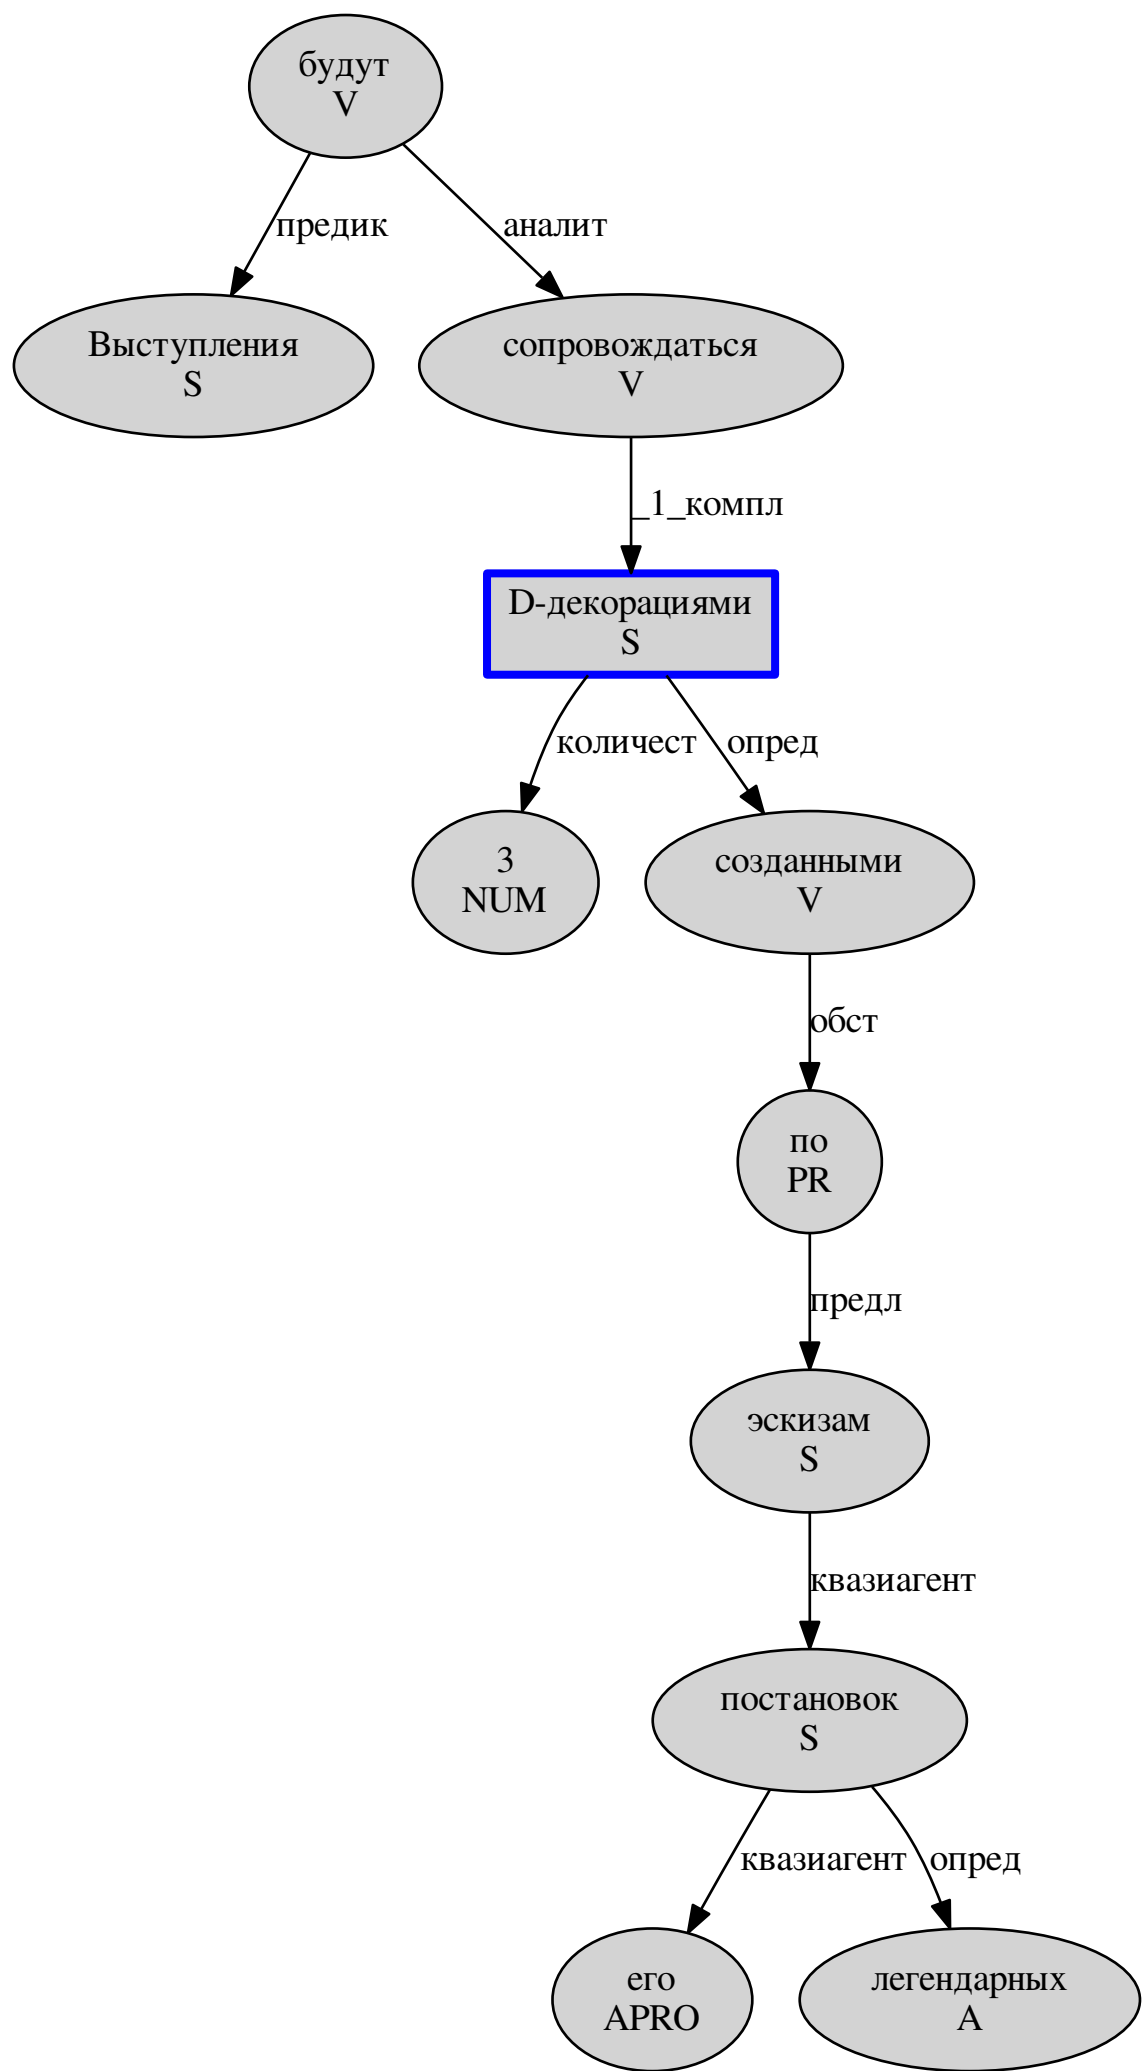 будут
V
предик
аналит
Выступления
S
сопровождаться
V
_1_компл
D-декорациями
S
количест
опред
3
NUM
созданными
V
обст
по
PR
предл
эскизам
S
квазиагент
постановок
S
квазиагент
опред
его
APRO
легендарных
A